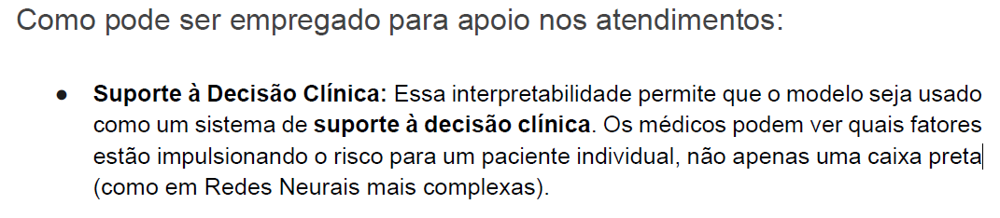 Como pode ser empregado para apoio nos atendimentos:
● Suporte à Decisão Clínica: Essa interpretabilidade permite que o modelo seja usado
como um sistema de suporte à decisão clínica. Os médicos podem ver quais fatores
estão impulsionando o risco para um paciente individual, não apenas uma caixa preta
(como em Redes Neurais mais complexas).